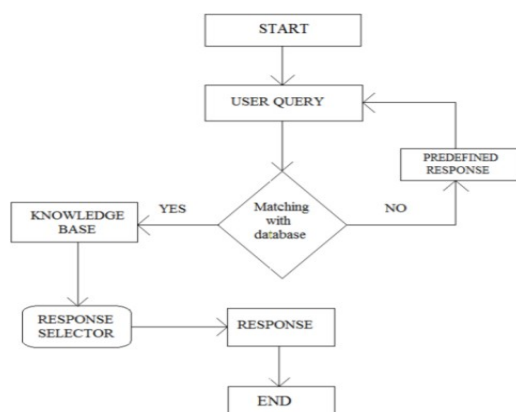 START
USER QUERY
PREDEFINED
RESPONSE
Matching
with
database
YES
NO
KNOWLEDGE
BASE
RESPONSE
SELECTOR
RESPONSE
END